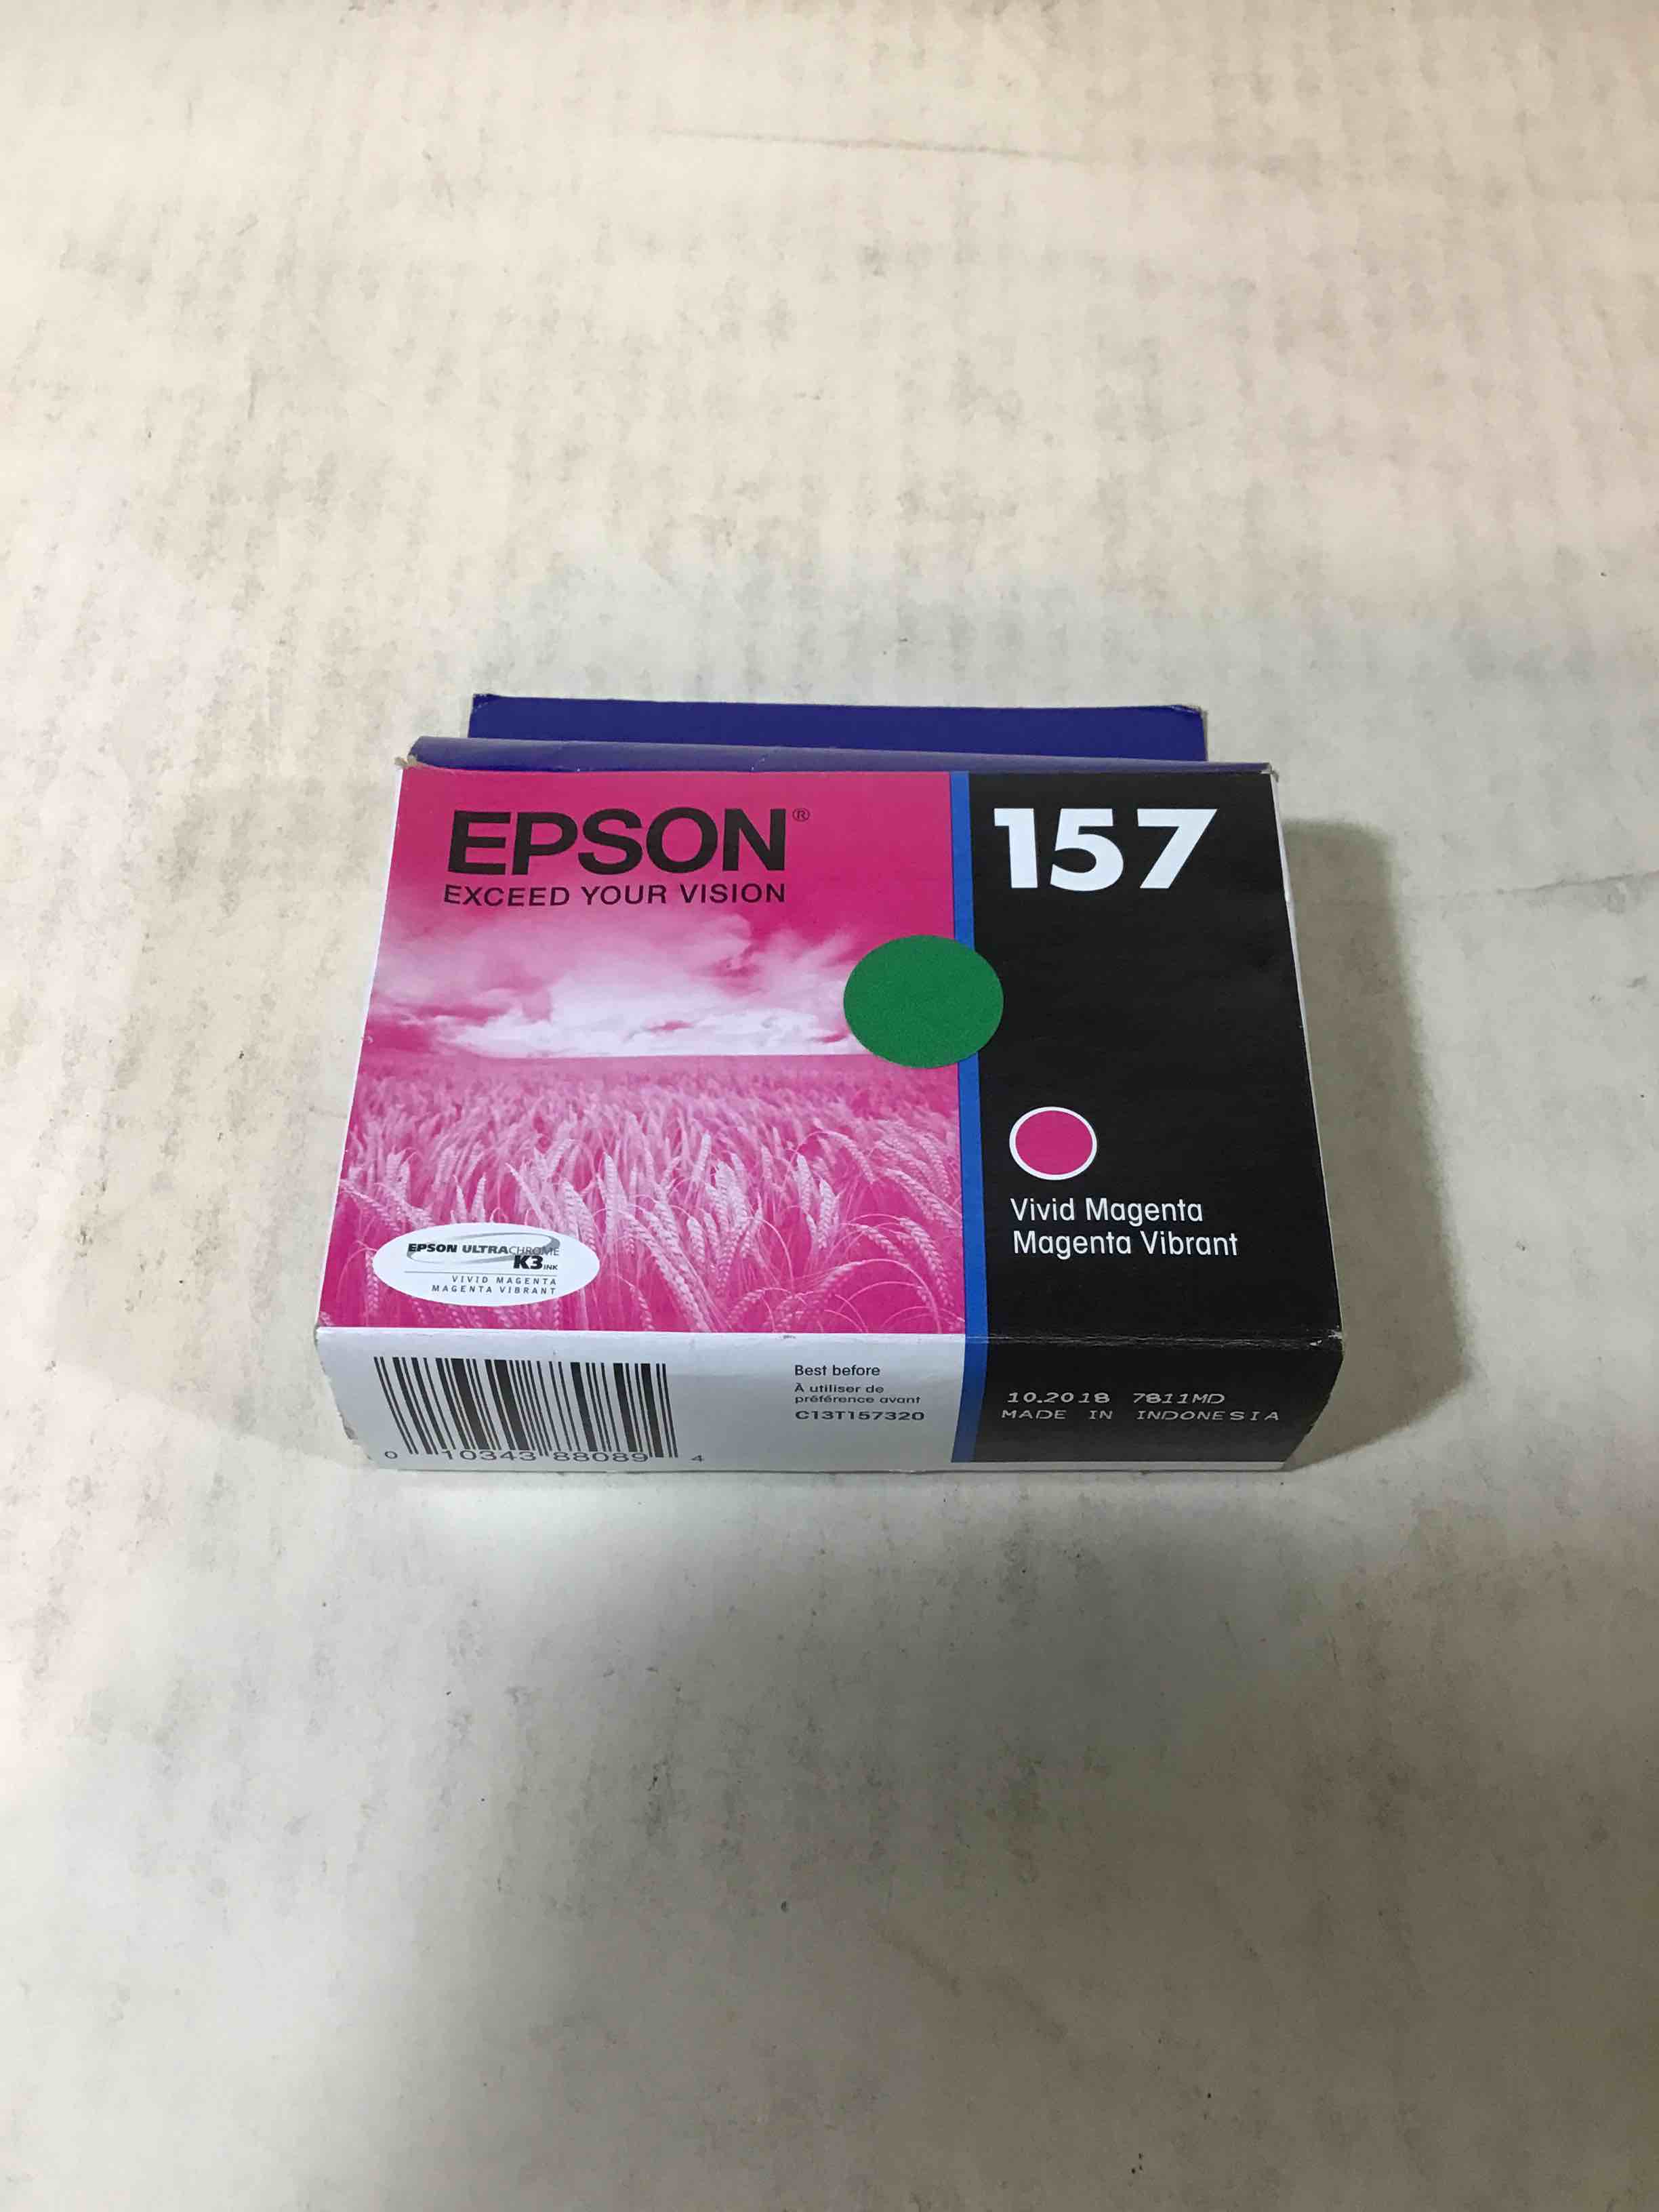 EPSON®
EXCEED YOUR VISION
157
Vivid Magenta
Magenta Vibrant
EPSON ULTRACHROME
K3 INK
VIVID MAGENTA
MAGENTA VIBRANT
Best before
À utiliser de
préférence avant
C13T157320
10.2018 7811MD
MADE IN INDONESIA
0 10343 88089 4